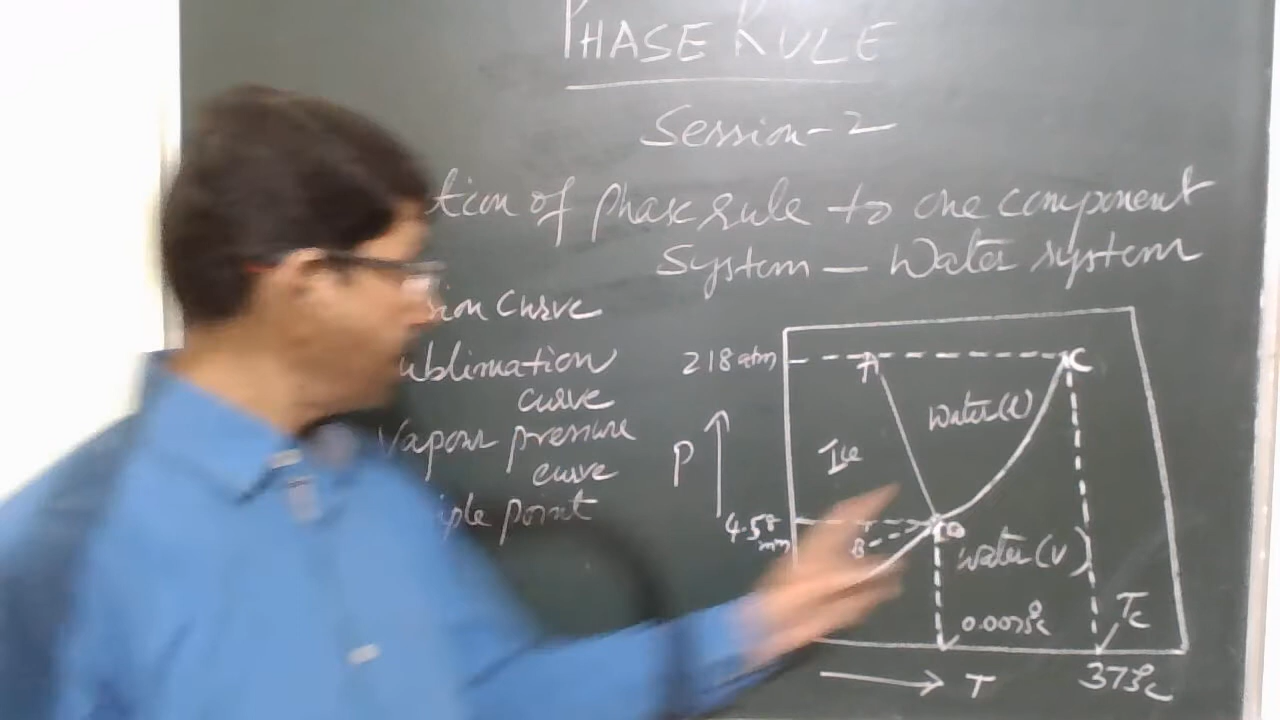 PHASE RULE
Session-2
tion of Phase rule to one component
System – Water system
sion curve
ublimation
curve
Vapour pressure
curve
iple point
218 atm
A
C
Water(l)
Ice
P
4.58
mm
O
B
Water(v)
0.0075°C
Tc
T
373°C